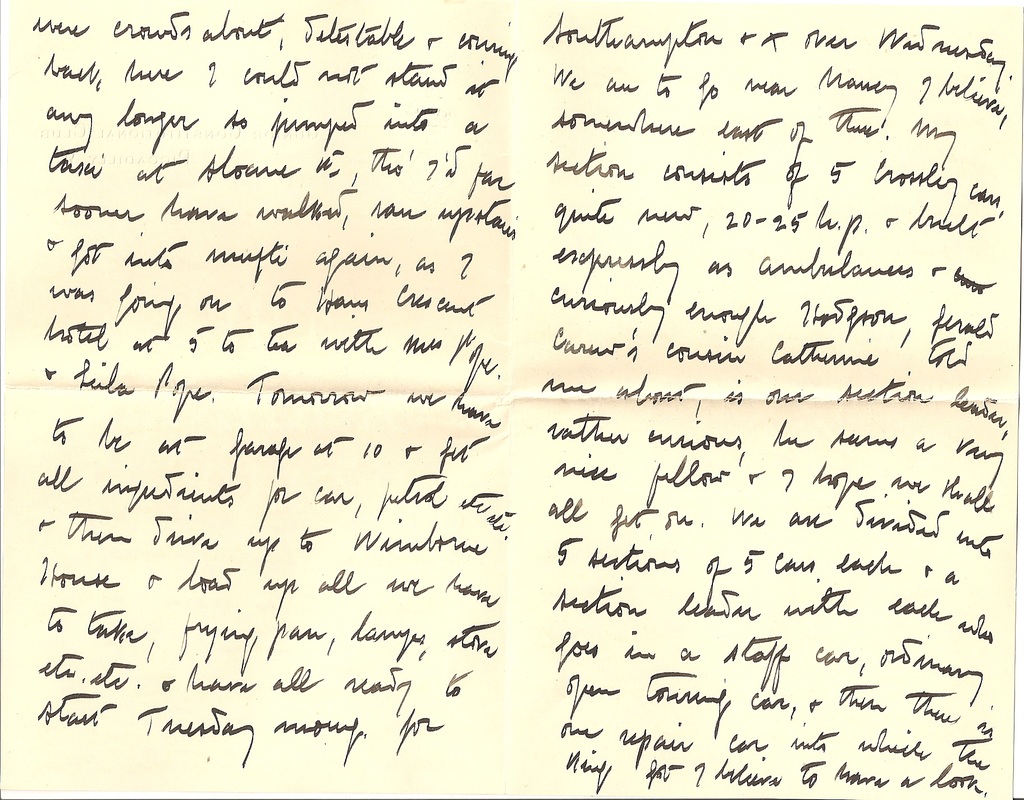 were crowds about, detestable & coming
back, here I could not stand it
any longer so jumped into a
taxi at Sloane St, tho' I'd far
sooner have walked, ran upstairs
& got into mufti again, as I
was going on to Hans Crescent
hotel at 5 to tea with Mrs Pope.
& Leila Pope. Tomorrow we have
to be at garage at 10 & get
all ingredients for car, petrol etc etc
& then drive up to Wimborne
House & load up all we have
to take, frying pan, lamps, stove
etc. etc. & have all ready to
start Tuesday morng. for
Southampton & x over Wednesday.
We are to go near Nancy I believe,
somewhere east of there. My
section consists of 5 Crossley cars,
quite new, 20-25 h.p. & built
expressly as ambulances &
curiously enough Hodgson, Gerald
Carew's cousin Catherine told
me about, is our section leader,
rather curious, he seems a very
nice fellow & I hope we shall
all get on. We are divided into
5 sections of 5 cars each & a
section leader with each who
goes in a staff car, ordinary
open touring car, & then there is
one repair car into which the
King got I believe to have a look.